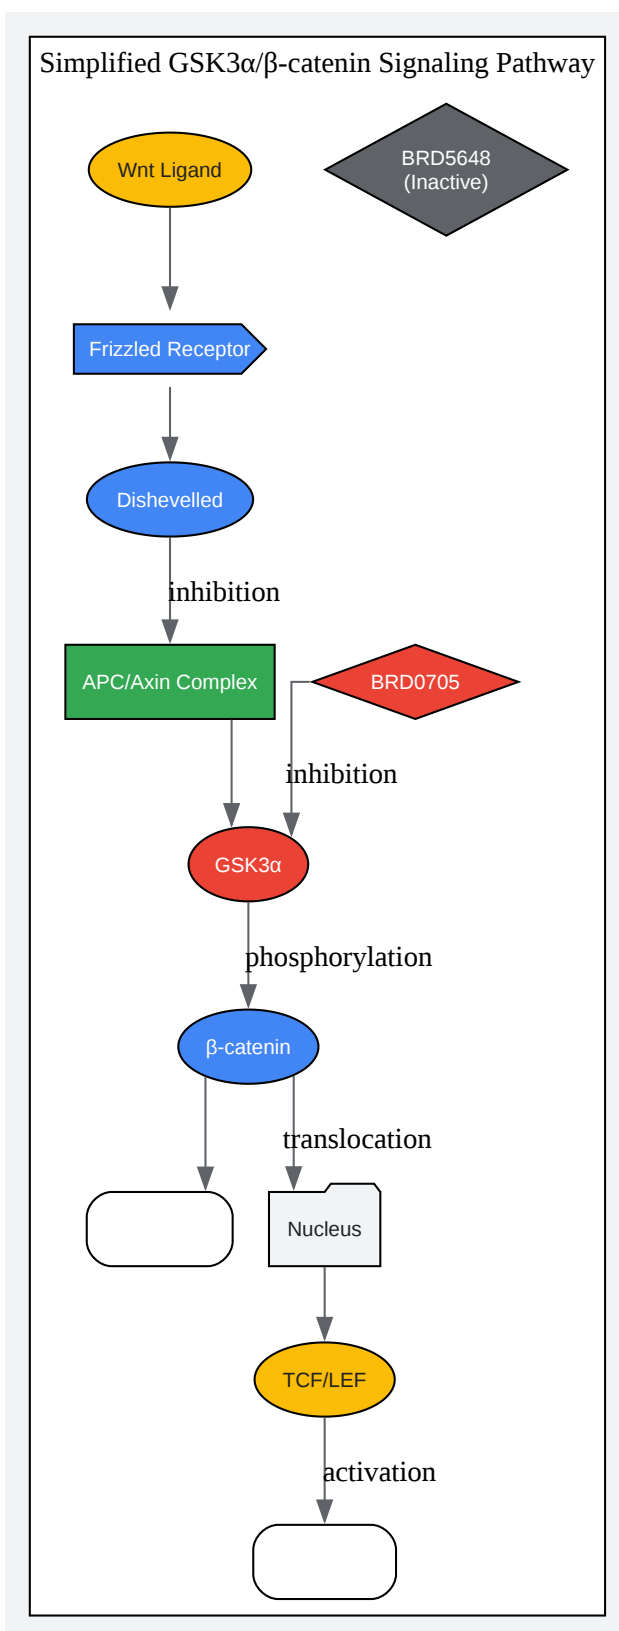 Simplified GSK3α/β-catenin Signaling Pathway
Wnt Ligand
BRD5648
(Inactive)
Frizzled Receptor
Dishevelled
inhibition
APC/Axin Complex
BRD0705
inhibition
GSK3α
phosphorylation
β-catenin
translocation
Nucleus
TCF/LEF
activation